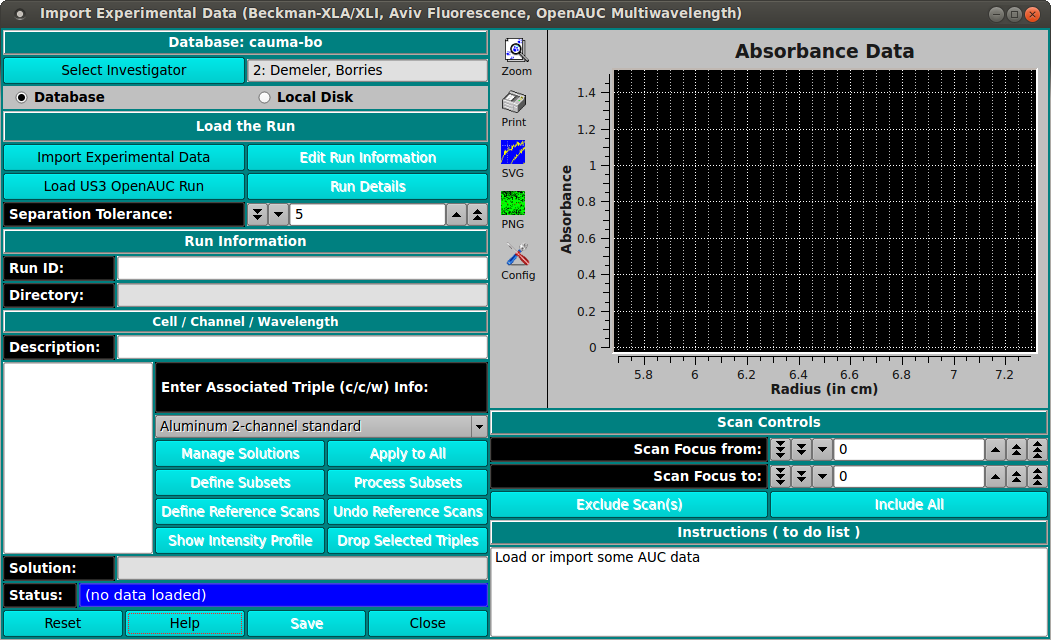 Import Experimental Data (Beckman-XLA/XLI, Aviv Fluorescence, OpenAUC Multiwavelength)
Database: cauma-bo
Select Investigator
2: Demeler, Borries
Database
Local Disk
Load the Run
Import Experimental Data
Edit Run Information
Load US3 OpenAUC Run
Run Details
Separation Tolerance:
5
Run Information
Run ID:
Directory:
Cell / Channel / Wavelength
Description:
Enter Associated Triple (c/c/w) Info:
Aluminum 2-channel standard
Manage Solutions
Apply to All
Define Subsets
Process Subsets
Define Reference Scans
Undo Reference Scans
Show Intensity Profile
Drop Selected Triples
Solution:
Status:
(no data loaded)
Reset
Help
Save
Close
Zoom
Print
SVG
PNG
Config
Absorbance Data
Absorbance
1.4
1.2
1
0.8
0.6
0.4
0.2
0
5.8
6
6.2
6.4
6.6
6.8
7
7.2
Radius (in cm)
Scan Controls
Scan Focus from:
0
Scan Focus to:
0
Exclude Scan(s)
Include All
Instructions ( to do list )
Load or import some AUC data